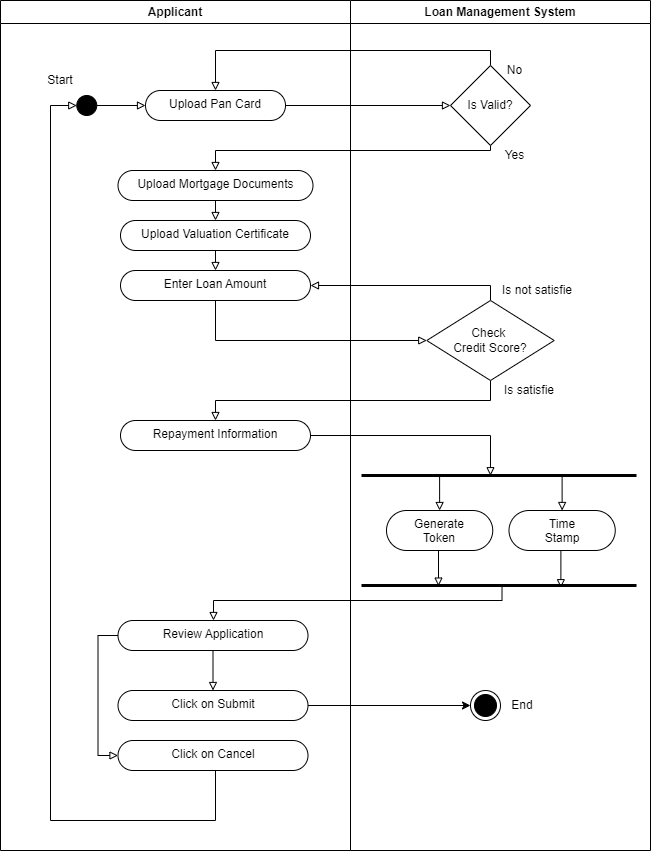 Applicant
Loan Management System
Start
No
Upload Pan Card
Is Valid?
Yes
Upload Mortgage Documents
Upload Valuation Certificate
Enter Loan Amount
Is not satisfie
Check
Credit Score?
Is satisfie
Repayment Information
Generate
Token
Time
Stamp
Review Application
Click on Submit
End
Click on Cancel